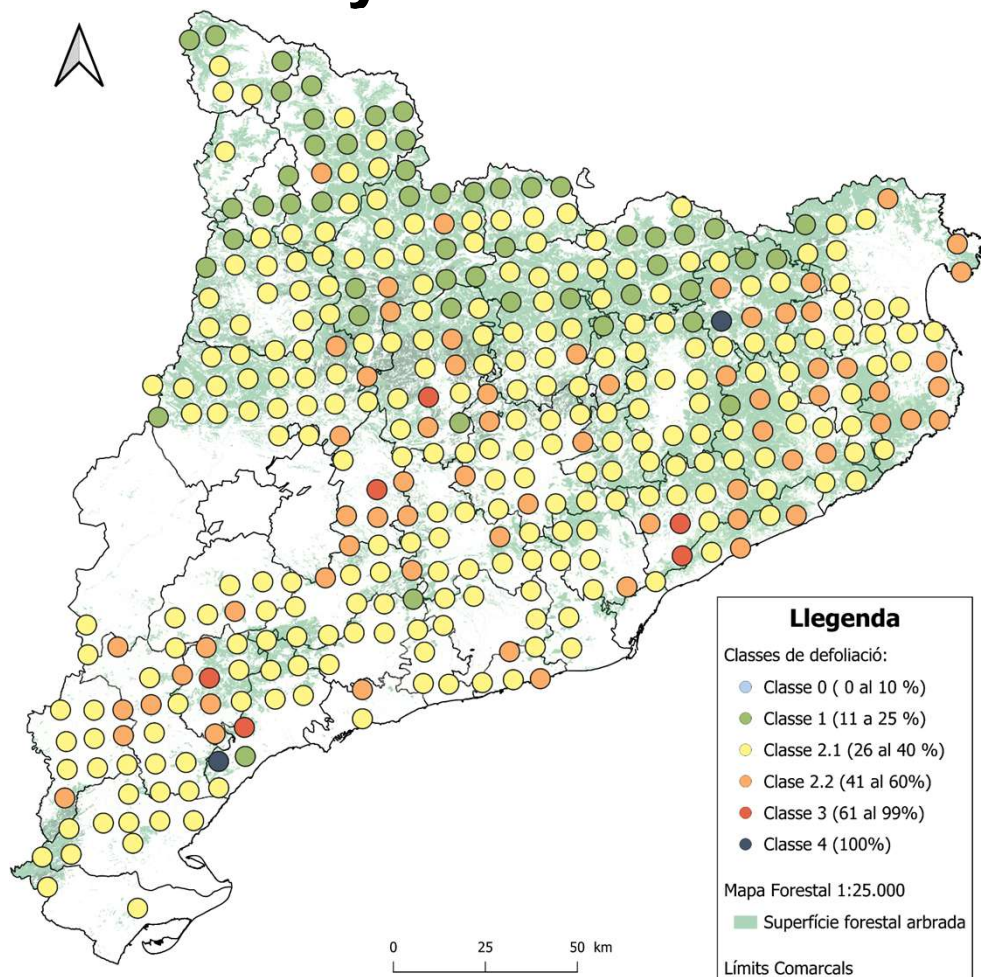 Llegenda
Classes de defoliació:
Classe 0 ( 0 al 10 %)
Classe 1 (11 a 25 %)
Classe 2.1 (26 al 40 %)
Clase 2.2 (41 al 60%)
Classe 3 (61 al 99%)
Classe 4 (100%)
Mapa Forestal 1:25.000
Superfície forestal arbrada
Límits Comarcals
0 25 50 km